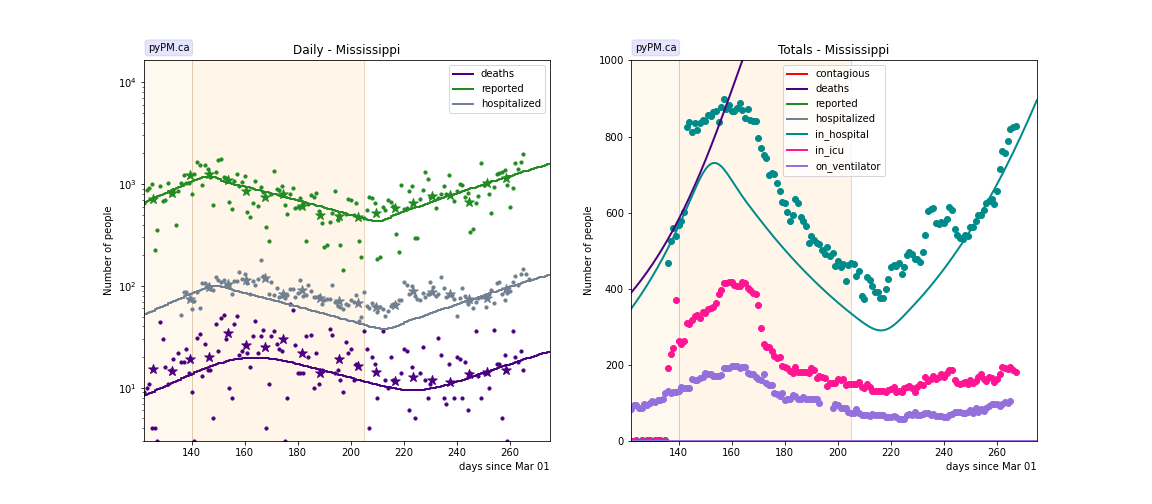 pyPM.ca
Daily - Mississippi
deaths
reported
hospitalized
10⁴
10³
10²
10¹
Number of people
140 160 180 200 220 240 260
days since Mar 01
pyPM.ca
Totals - Mississippi
contagious
deaths
reported
hospitalized
in_hospital
in_icu
on_ventilator
1000
800
600
400
200
0
Number of people
140 160 180 200 220 240 260
days since Mar 01